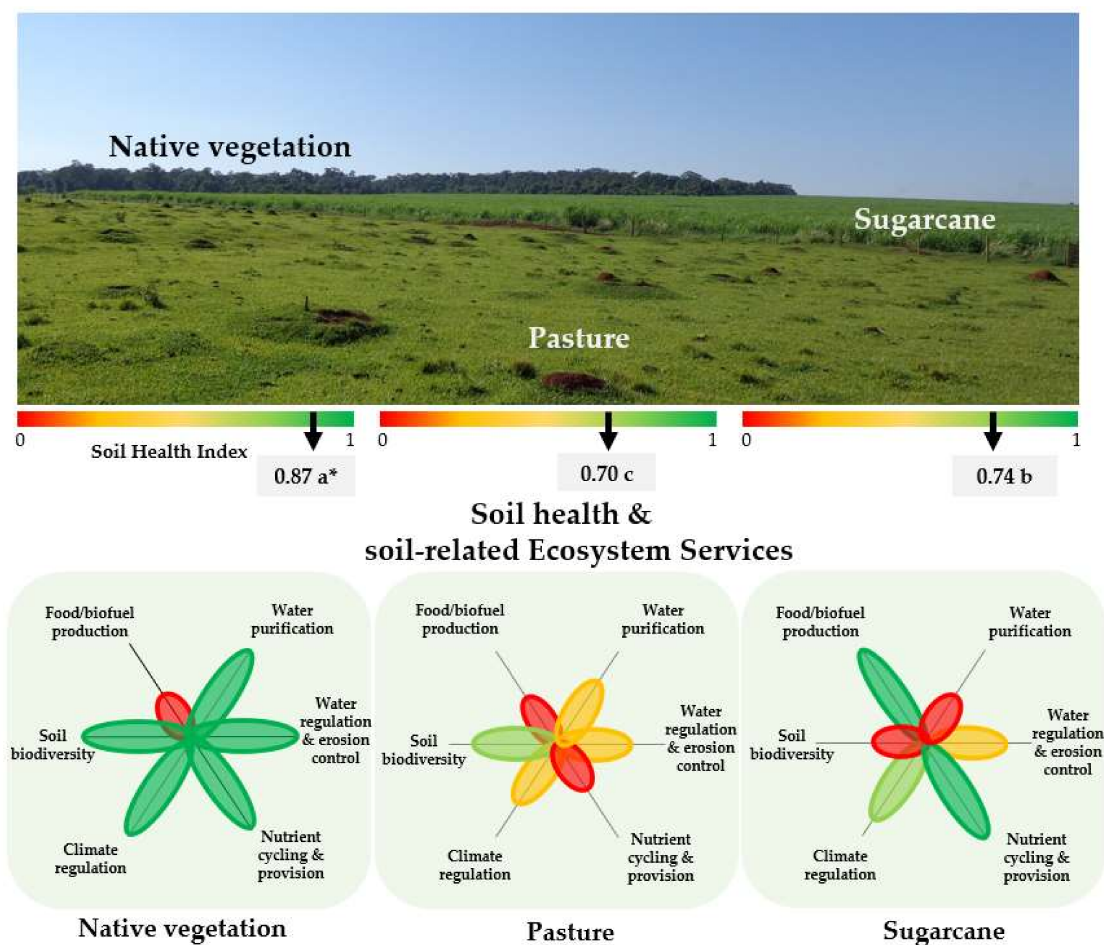 Native vegetation
Sugarcane
Pasture
0
1
Soil Health Index
0.87 a*
0
1
0.70 c
0
1
0.74 b
Soil health &
soil-related Ecosystem Services
Food/biofuel
production
Water
purification
Soil
biodiversity
Water
regulation
& erosion
control
Climate
regulation
Nutrient
cycling &
provision
Native vegetation
Food/biofuel
production
Water
purification
Soil
biodiversity
Water
regulation
& erosion
control
Climate
regulation
Nutrient
cycling &
provision
Pasture
Food/biofuel
production
Water
purification
Soil
biodiversity
Water
regulation
& erosion
control
Climate
regulation
Nutrient
cycling &
provision
Sugarcane